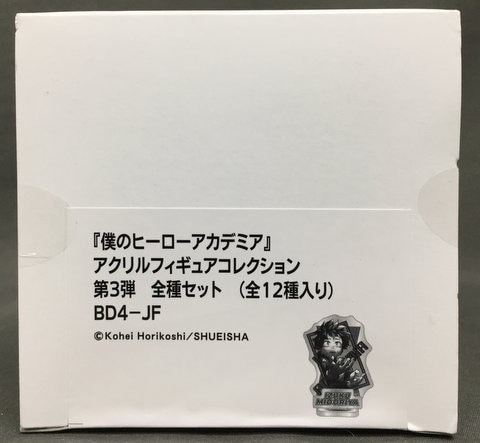 『僕のヒーローアカデミア』
アクリルフィギュアコレクション
第3弾 全種セット (全12種入り)
BD4-JF
©Kohei Horikoshi/SHUEISHA
IZUKU
MIDORIYA